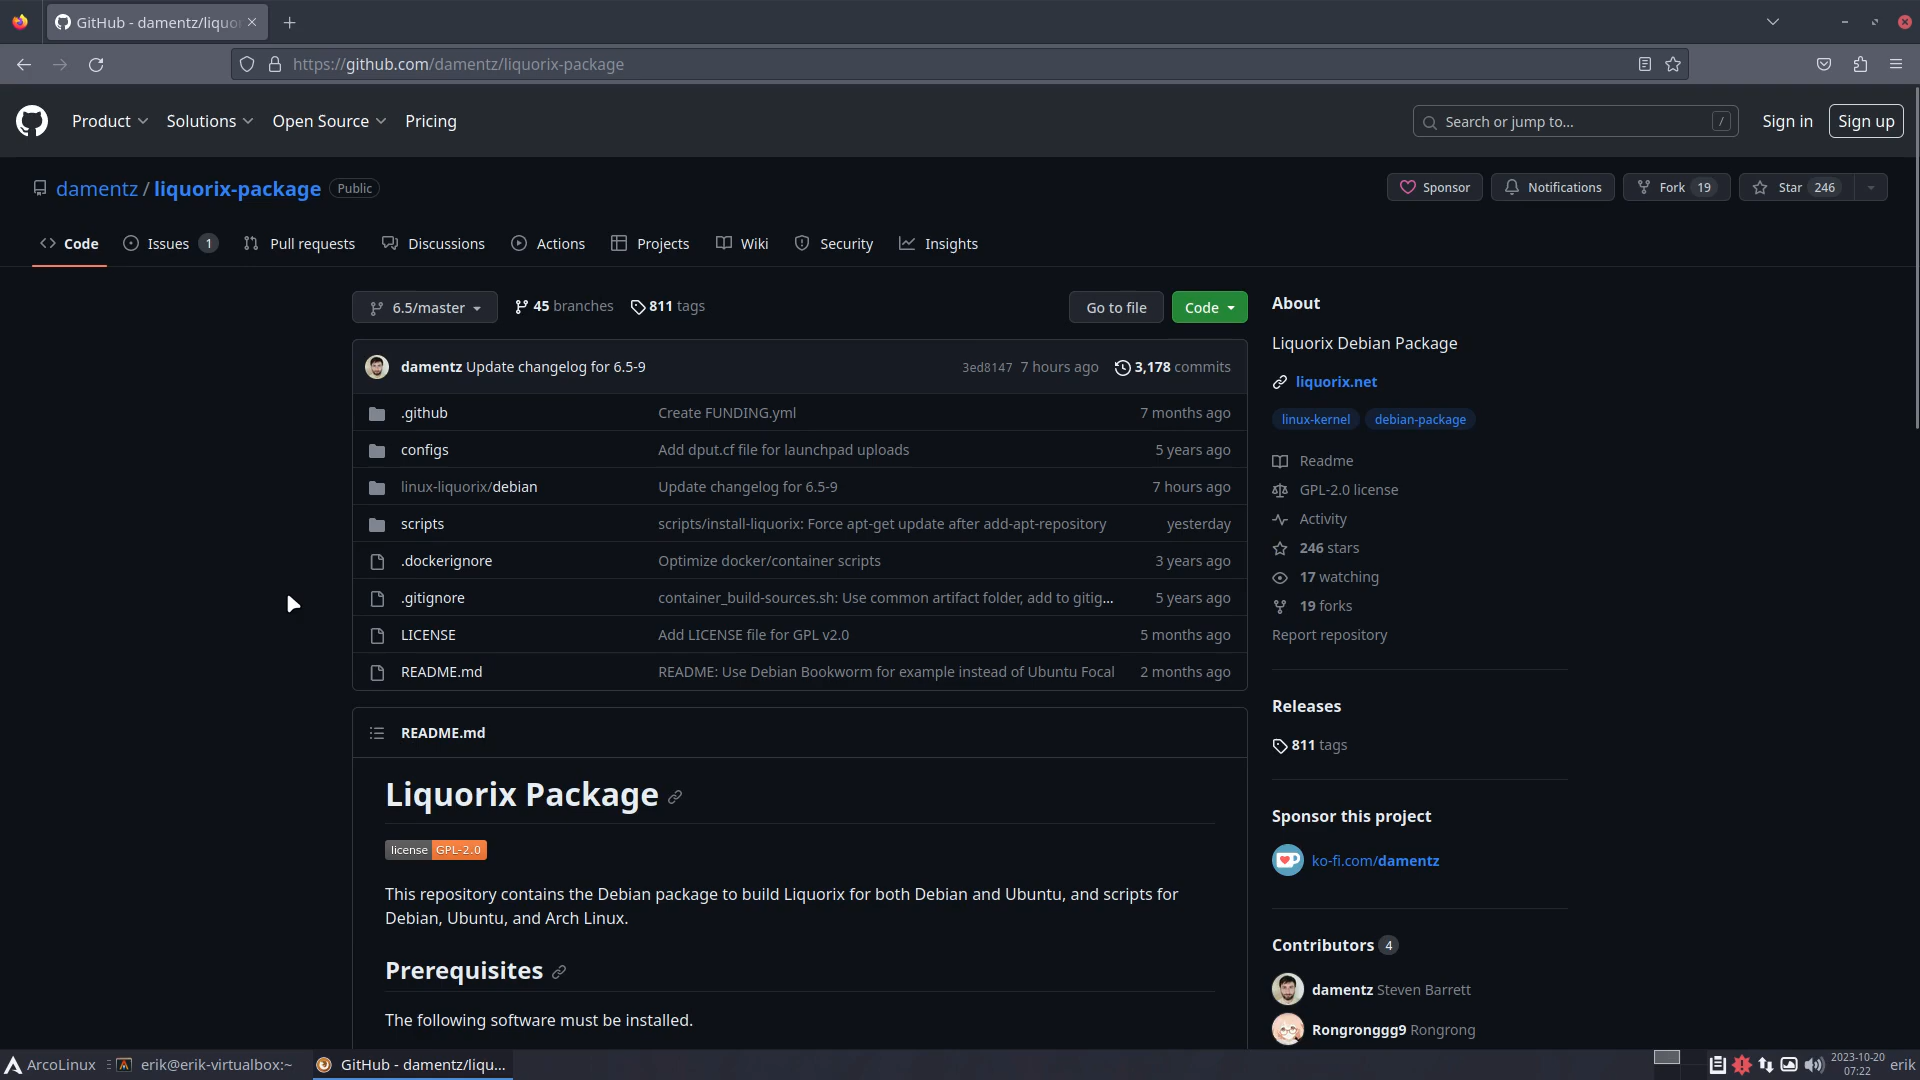 GitHub - damentz/liquo
https://github.com/damentz/liquorix-package
Product
Solutions
Open Source
Pricing
Search or jump to...
/
Sign in
Sign up
damentz / liquorix-package
Public
Sponsor
Notifications
Fork 19
Star 246
Code
Issues 1
Pull requests
Discussions
Actions
Projects
Wiki
Security
Insights
6.5/master
45 branches
811 tags
Go to file
Code
damentz Update changelog for 6.5-9
3ed8147 7 hours ago
3,178 commits
.github Create FUNDING.yml 7 months ago
configs Add dput.cf file for launchpad uploads 5 years ago
linux-liquorix/debian Update changelog for 6.5-9 7 hours ago
scripts scripts/install-liquorix: Force apt-get update after add-apt-repository yesterday
.dockerignore Optimize docker/container scripts 3 years ago
.gitignore container_build-sources.sh: Use common artifact folder, add to gitig... 5 years ago
LICENSE Add LICENSE file for GPL v2.0 5 months ago
README.md README: Use Debian Bookworm for example instead of Ubuntu Focal 2 months ago
README.md
Liquorix Package
license GPL-2.0
This repository contains the Debian package to build Liquorix for both Debian and Ubuntu, and scripts for
Debian, Ubuntu, and Arch Linux.
Prerequisites
The following software must be installed.
About
Liquorix Debian Package
liquorix.net
linux-kernel debian-package
Readme
GPL-2.0 license
Activity
246 stars
17 watching
19 forks
Report repository
Releases
811 tags
Sponsor this project
ko-fi.com/damentz
Contributors 4
damentz Steven Barrett
Rongronggg9 Rongrong
ArcoLinux
erik@erik-virtualbox:~
GitHub - damentz/liqu...
2023-10-20
07:22
erik